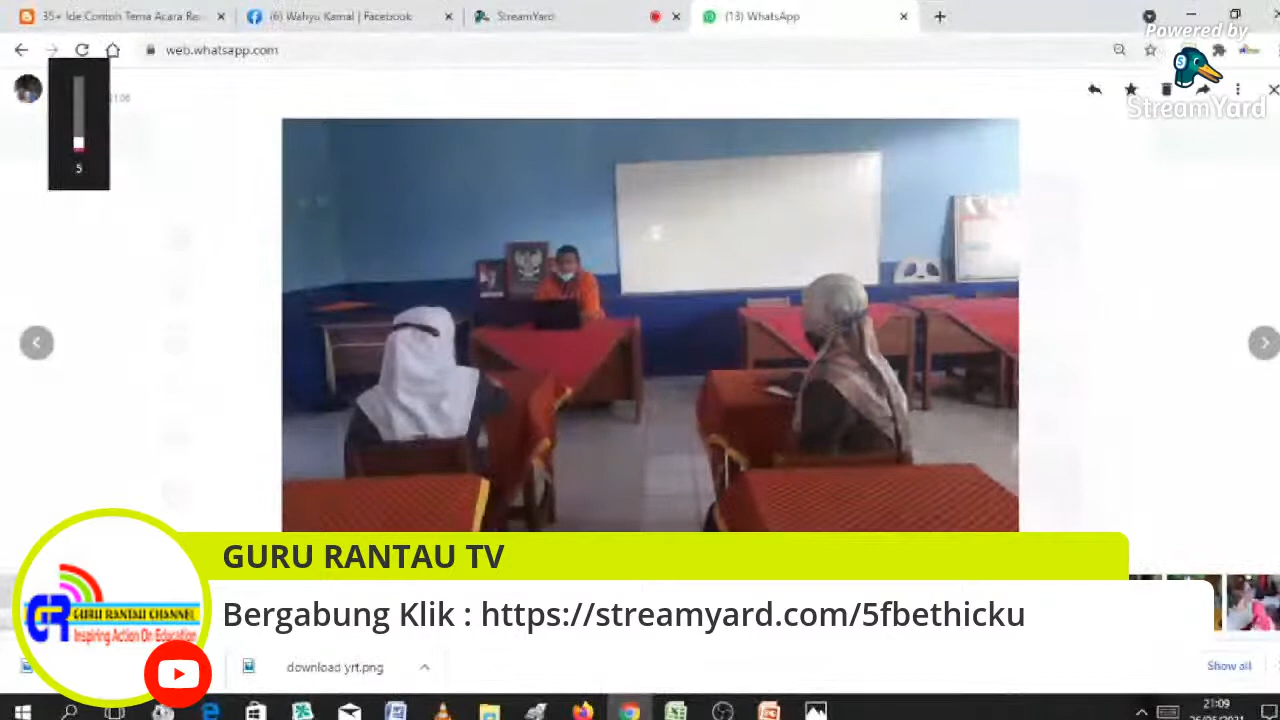 35+ Ide Contoh Tema Acara Re
(6) Wahyu Kamal | Facebook
StreamYard
(13) WhatsApp
web.whatsapp.com
Powered by
StreamYard
5
GURU RANTAU TV
Bergabung Klik : https://streamyard.com/5fbethicku
GR GURU RANTAU CHANNEL
Inspiring Action On Education
download yrt.png
Show all
21:09